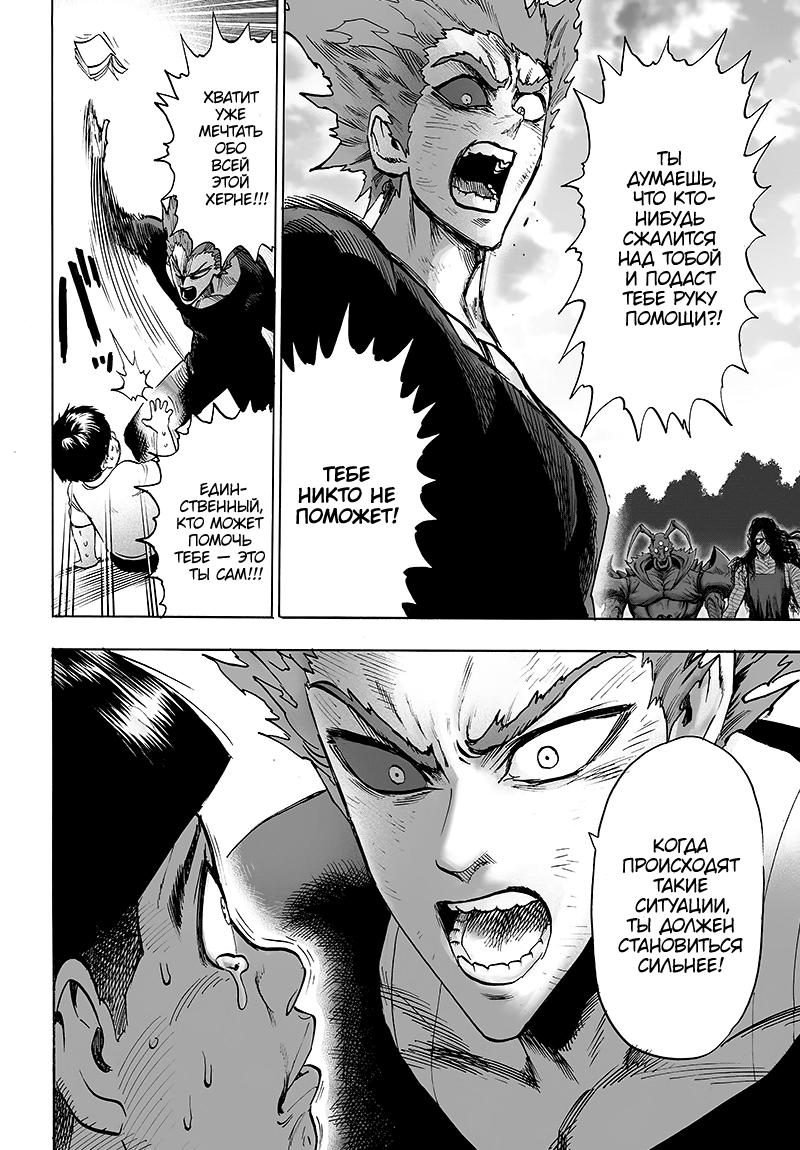 ТЫ
ДУМАЕШЬ,
ЧТО КТО-
НИБУДЬ
СЖАЛИТСЯ
НАД ТОБОЙ
И ПОДАСТ
ТЕБЕ РУКУ
ПОМОЩИ?!
ТЕБЕ
НИКТО НЕ
ПОМОЖЕТ!
ХВАТИТ
УЖЕ
МЕЧТАТЬ
ОБО
ВСЕЙ
ЭТОЙ
ХЕРНЕ!!!
ЕДИН-
СТВЕННЫЙ,
КТО МОЖЕТ
ПОМОЧЬ
ТЕБЕ — ЭТО
ТЫ САМ!!!
КОГДА
ПРОИСХОДЯТ
ТАКИЕ
СИТУАЦИИ,
ТЫ ДОЛЖЕН
СТАНОВИТЬСЯ
СИЛЬНЕЕ!